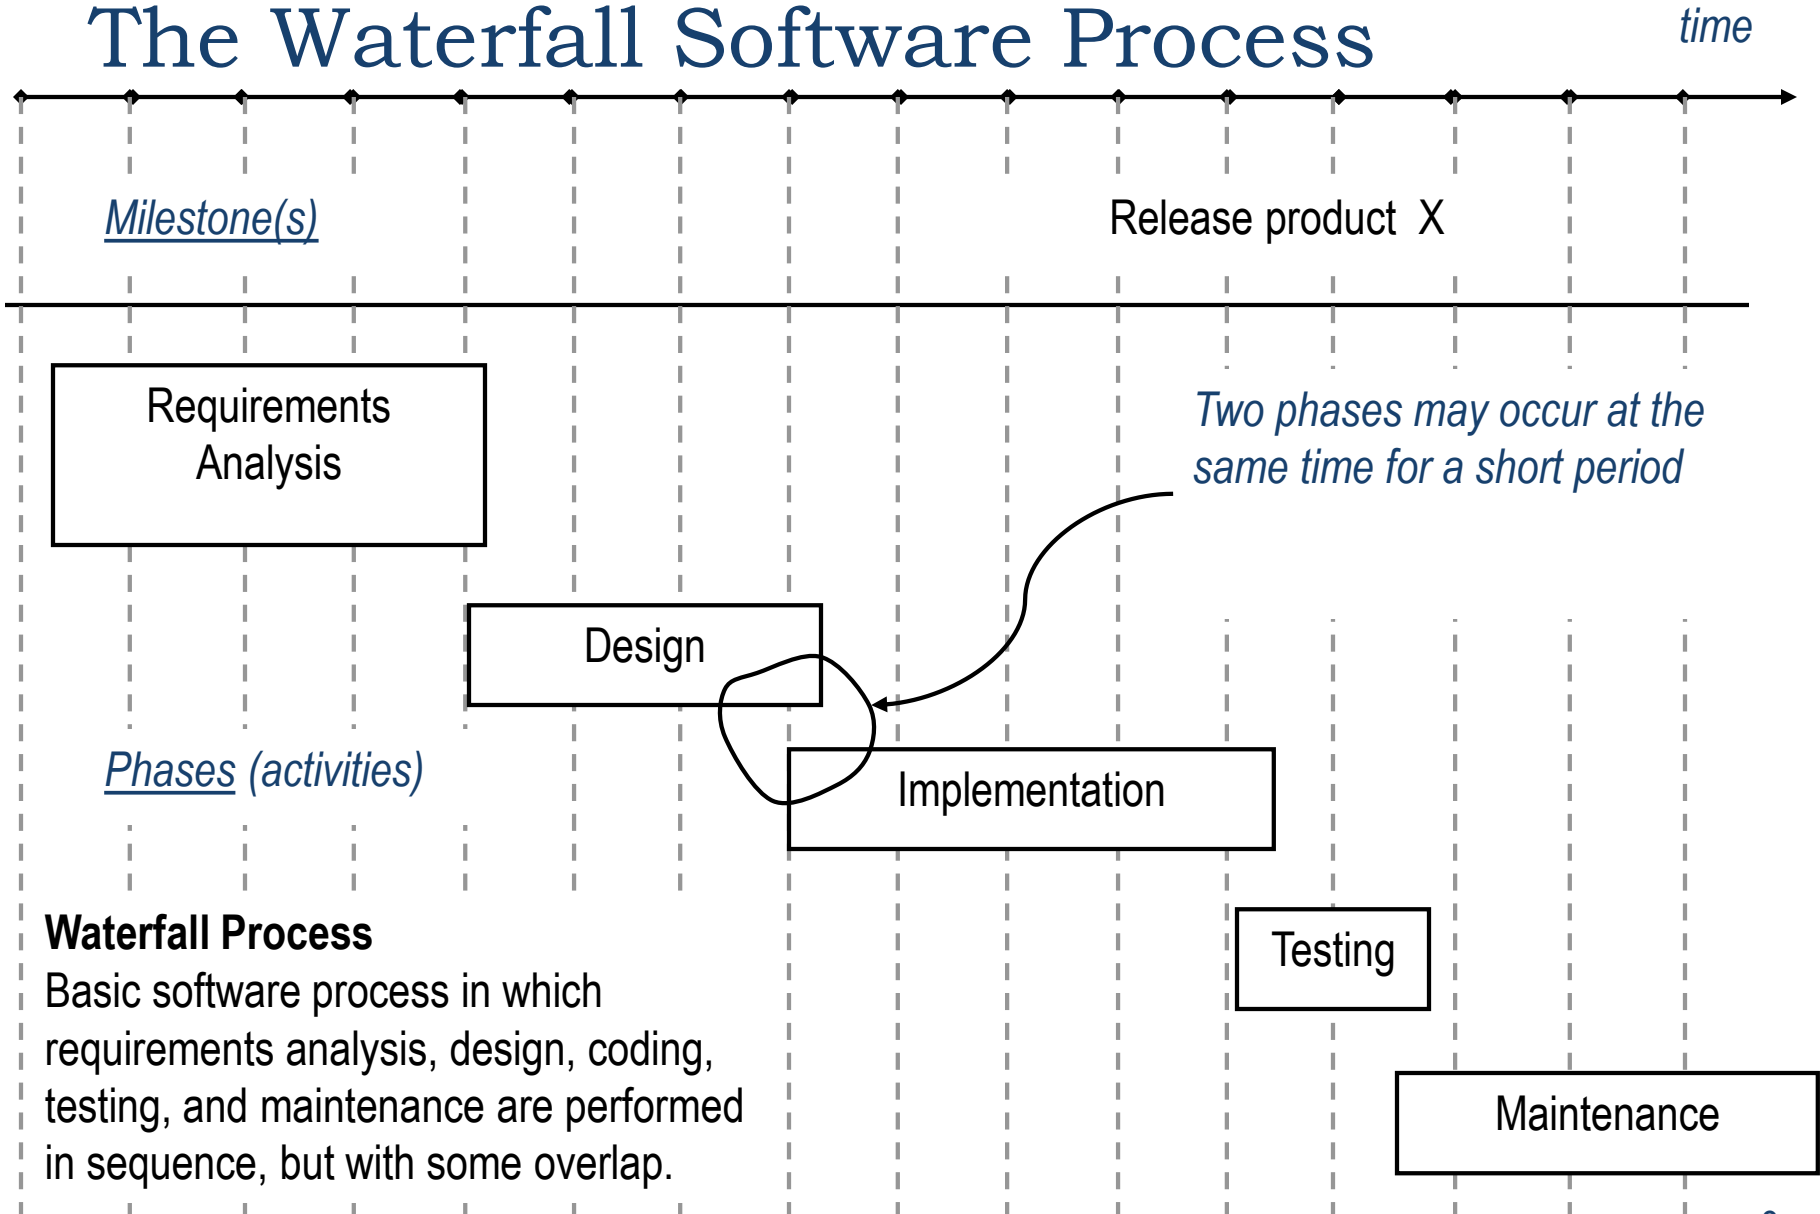 The Waterfall Software Process
time
Milestone(s)
Release product X
Requirements
Analysis
Two phases may occur at the
same time for a short period
Design
Phases (activities)
Implementation
Waterfall Process
Basic software process in which
requirements analysis, design, coding,
testing, and maintenance are performed
in sequence, but with some overlap.
Testing
Maintenance